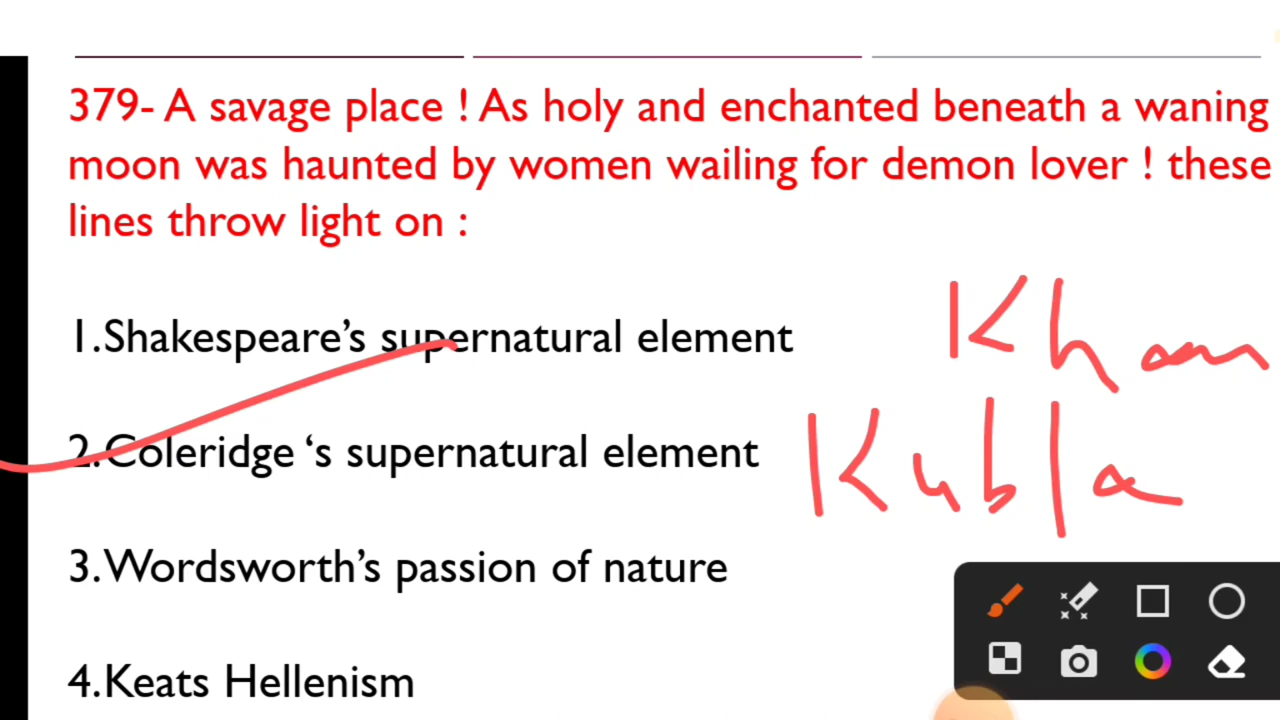 379- A savage place ! As holy and enchanted beneath a waning
moon was haunted by women wailing for demon lover ! these
lines throw light on :
1.Shakespeare’s supernatural element
Khan
2.Coleridge ‘s supernatural element
Kubla
3.Wordsworth’s passion of nature
4.Keats Hellenism